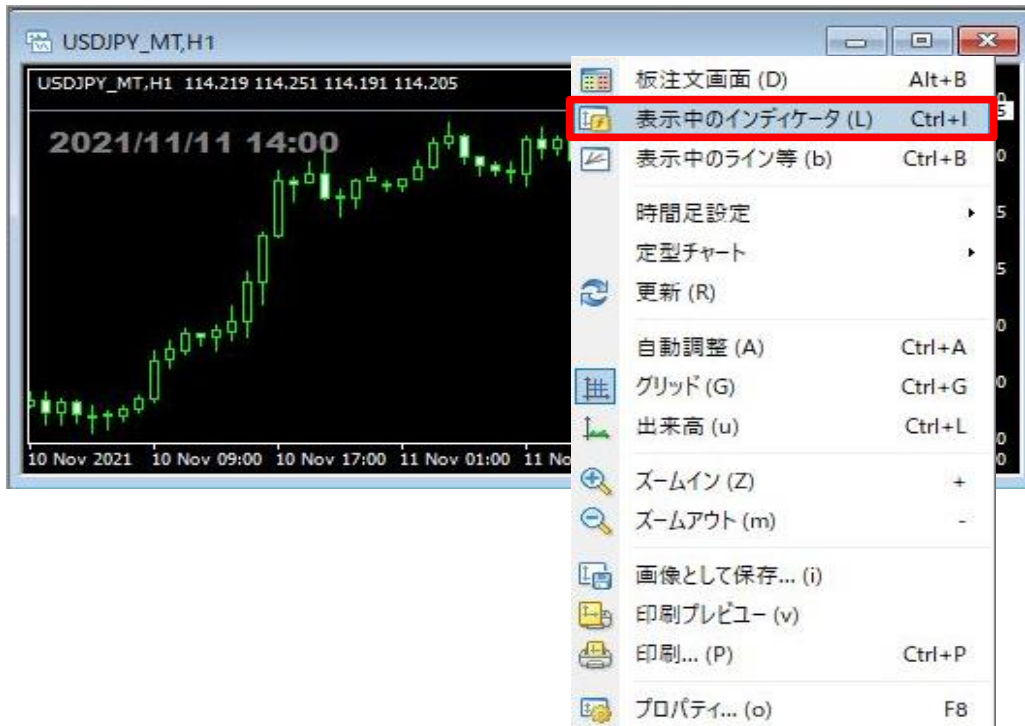 USDJPY_MT,H1
USDJPY_MT,H1 114.219 114.251 114.191 114.205
2021/11/11 14:00
10 Nov 2021 10 Nov 09:00 10 Nov 17:00 11 Nov 01:00 11 No
板注文画面 (D) Alt+B
表示中のインディケータ (L) Ctrl+I
表示中のライン等 (b) Ctrl+B
時間足設定
定型チャート
更新 (R)
自動調整 (A) Ctrl+A
グリッド (G) Ctrl+G
出来高 (u) Ctrl+L
ズームイン (Z) +
ズームアウト (m) -
画像として保存... (i)
印刷プレビュー (v)
印刷... (P) Ctrl+P
プロパティ... (o) F8